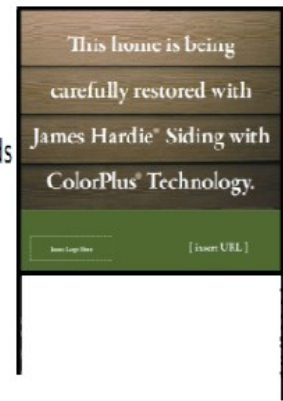 This home is being
carefully restored with
James Hardie® Siding with
ColorPlus® Technology.
[insert URL]